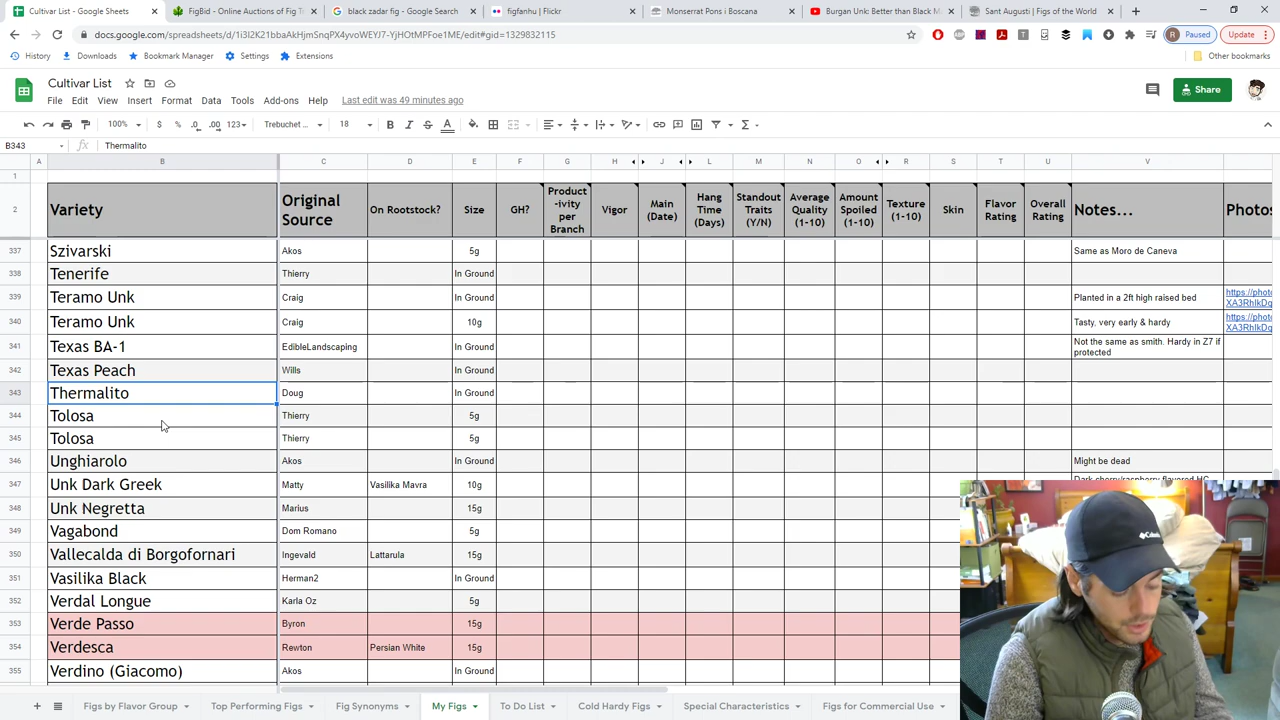 Cultivar List - Google Sheets
FigBid - Online Auctions of Fig T
black zadar fig - Google Search
figfanhu | Flickr
Monserrat Pons i Boscana
Burgan Unk: Better than Black M
Sant Augusti | Figs of the World
docs.google.com/spreadsheets/d/1i3I2K21bbaAkHjmSnqPX4yvoWEYJ7-YjHOtMPFoe1ME/edit#gid=1329832115
Paused
Update
History
Downloads
Bookmark Manager
Settings
Extensions
Other bookmarks
Cultivar List
File Edit View Insert Format Data Tools Add-ons Help Last edit was 49 minutes ago
Share
100% $ % .0 .00 123 Trebuchet ... 18 B I S A
B343 fx Thermalito
A B C D E F G H J L M N O R S T U V
1
2 Variety Original Source On Rootstock? Size GH? Product-ivity per Branch Vigor Main (Date) Hang Time (Days) Standout Traits (Y/N) Average Quality (1-10) Amount Spoiled (1-10) Texture (1-10) Skin Flavor Rating Overall Rating Notes... Photos
337 Szivarski Akos 5g Same as Moro de Caneva
338 Tenerife Thierry In Ground
339 Teramo Unk Craig In Ground Planted in a 2ft high raised bed https://photo XA3RhIkDq
340 Teramo Unk Craig 10g Tasty, very early & hardy https://photo XA3RhIkDq
341 Texas BA-1 EdibleLandscaping In Ground Not the same as smith. Hardy in Z7 if protected
342 Texas Peach Wills In Ground
343 Thermalito Doug In Ground
344 Tolosa Thierry 5g
345 Tolosa Thierry 5g
346 Unghiarolo Akos In Ground Might be dead
347 Unk Dark Greek Matty Vasilika Mavra 10g Dark cherry/raspberry flavored HC
348 Unk Negretta Marius 15g
349 Vagabond Dom Romano 5g
350 Vallecalda di Borgofornari Ingevald Lattarula 15g
351 Vasilika Black Herman2 In Ground
352 Verdal Longue Karla Oz 5g
353 Verde Passo Byron 15g
354 Verdesca Rewton Persian White 15g
355 Verdino (Giacomo) Akos In Ground
Figs by Flavor Group
Top Performing Figs
Fig Synonyms
My Figs
To Do List
Cold Hardy Figs
Special Characteristics
Figs for Commercial Use
Columbia